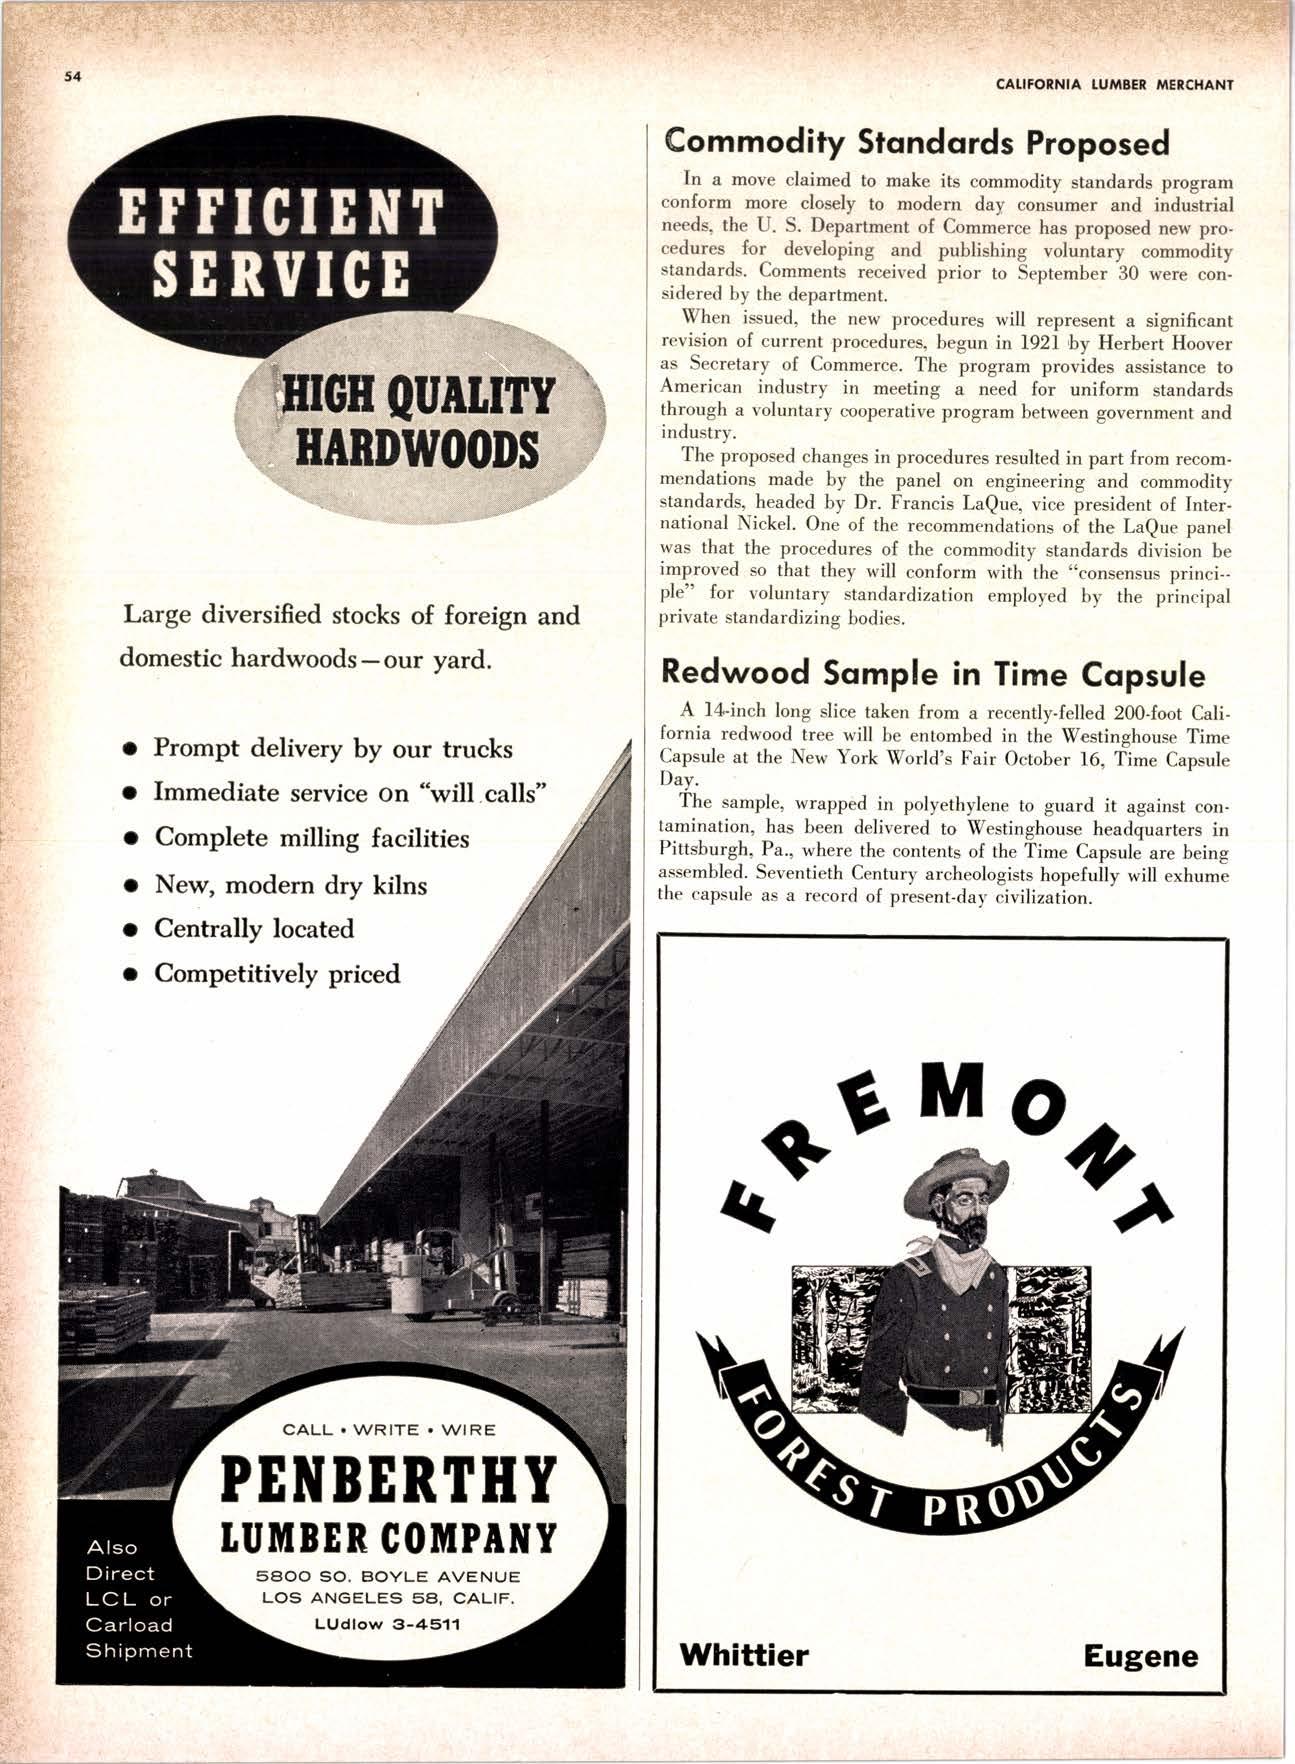 54
CALIFORNIA LUMBER MERCHANT
EFFICIENT
SERVICE
HIGH QUALITY
HARDWOODS
Large diversified stocks of foreign and
domestic hardwoods—our yard.
• Prompt delivery by our trucks
• Immediate service on “will calls”
• Complete milling facilities
• New, modern dry kilns
• Centrally located
• Competitively priced
CALL • WRITE • WIRE
PENBERTHY
LUMBER COMPANY
5800 SO. BOYLE AVENUE
LOS ANGELES 58, CALIF.
LUdlow 3-4511
Also
Direct
LCL or
Carload
Shipment
Commodity Standards Proposed
In a move claimed to make its commodity standards program
conform more closely to modern day consumer and industrial
needs, the U. S. Department of Commerce has proposed new pro-
cedures for developing and publishing voluntary commodity
standards. Comments received prior to September 30 were con-
sidered by the department.
When issued, the new procedures will represent a significant
revision of current procedures, begun in 1921 by Herbert Hoover
as Secretary of Commerce. The program provides assistance to
American industry in meeting a need for uniform standards
through a voluntary cooperative program between government and
industry.
The proposed changes in procedures resulted in part from recom-
mendations made by the panel on engineering and commodity
standards, headed by Dr. Francis LaQue, vice president of Inter-
national Nickel. One of the recommendations of the LaQue panel
was that the procedures of the commodity standards division be
improved so that they will conform with the “consensus princi--
ple” for voluntary standardization employed by the principal
private standardizing bodies.
Redwood Sample in Time Capsule
A 14-inch long slice taken from a recently-felled 200-foot Cali-
fornia redwood tree will be entombed in the Westinghouse Time
Capsule at the New York World's Fair October 16, Time Capsule
Day.
The sample, wrapped in polyethylene to guard it against con-
tamination, has been delivered to Westinghouse headquarters in
Pittsburgh, Pa., where the contents of the Time Capsule are being
assembled. Seventieth Century archeologists hopefully will exhume
the capsule as a record of present-day civilization.
FREMONT
FOREST PRODUCTS
Whittier
Eugene